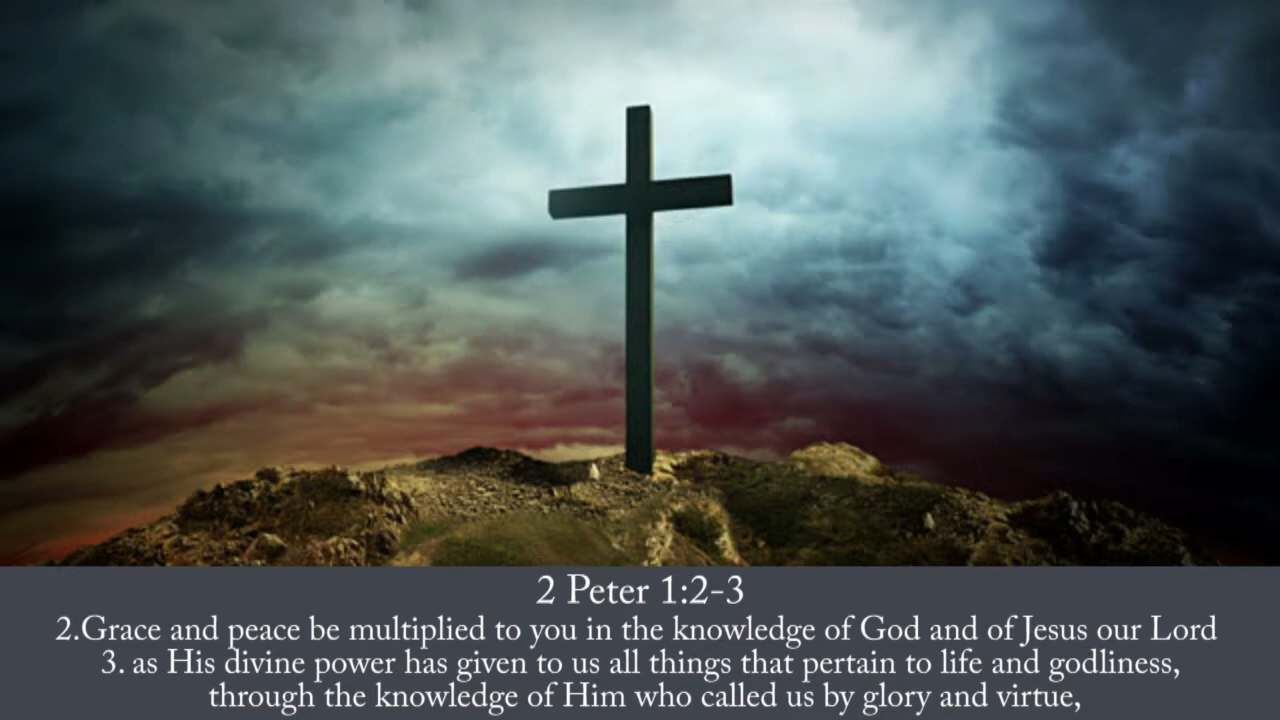 2 Peter 1:2-3
2.Grace and peace be multiplied to you in the knowledge of God and of Jesus our Lord
3. as His divine power has given to us all things that pertain to life and godliness,
through the knowledge of Him who called us by glory and virtue,